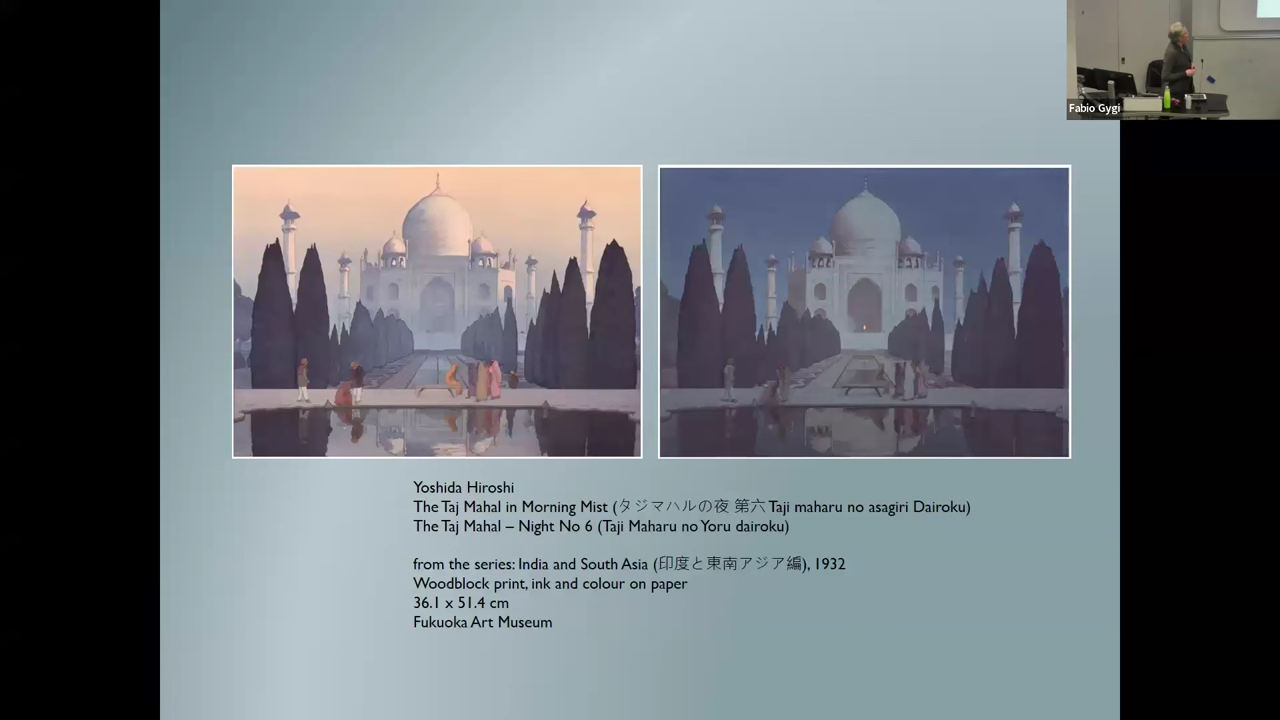 Fabio Gygi
Yoshida Hiroshi
The Taj Mahal in Morning Mist (タジマハルの夜 第六 Taji maharu no asagiri Dairoku)
The Taj Mahal – Night No 6 (Taji Maharu no Yoru dairoku)
from the series: India and South Asia (印度と東南アジア編), 1932
Woodblock print, ink and colour on paper
36.1 x 51.4 cm
Fukuoka Art Museum